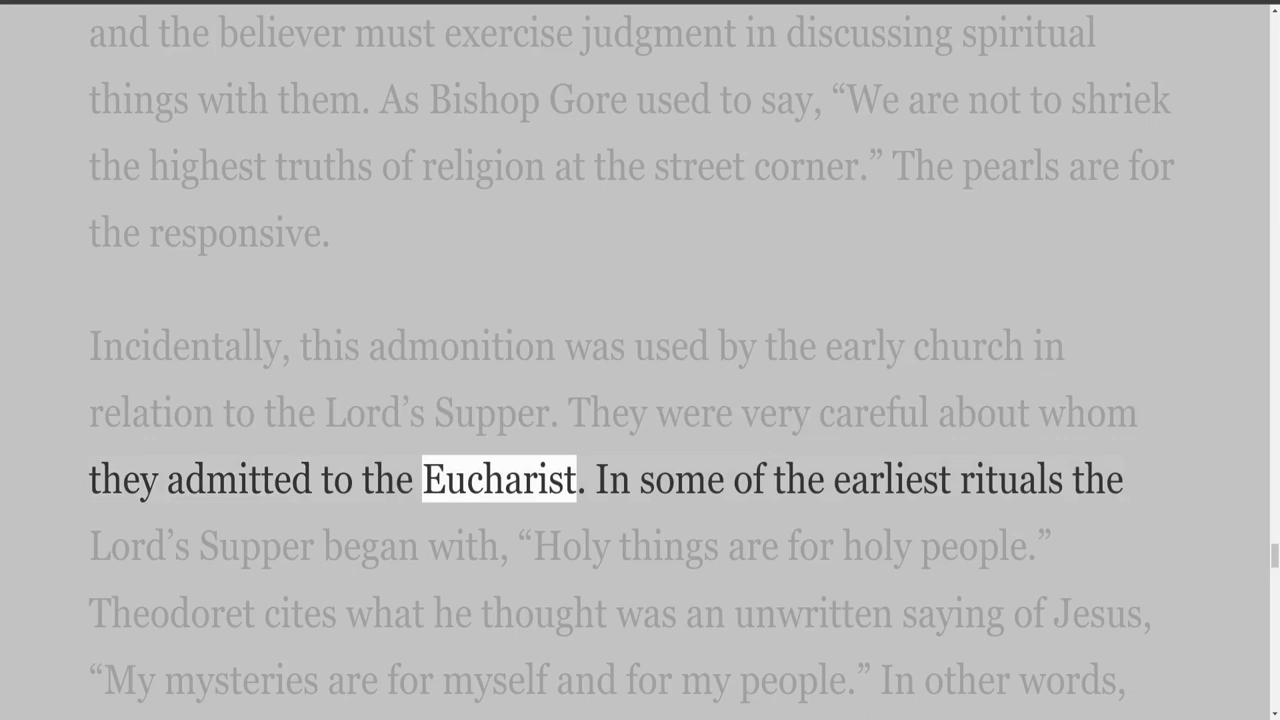 and the believer must exercise judgment in discussing spiritual
things with them. As Bishop Gore used to say, “We are not to shriek
the highest truths of religion at the street corner.” The pearls are for
the responsive.
Incidentally, this admonition was used by the early church in
relation to the Lord’s Supper. They were very careful about whom
they admitted to the Eucharist. In some of the earliest rituals the
Lord’s Supper began with, “Holy things are for holy people.”
Theodoret cites what he thought was an unwritten saying of Jesus,
“My mysteries are for myself and for my people.” In other words,